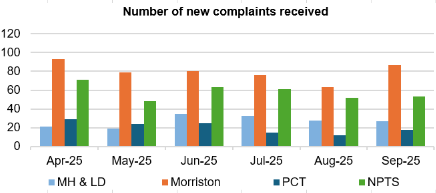 Number of new complaints received
120
100
80
60
40
20
0
Apr-25 May-25 Jun-25 Jul-25 Aug-25 Sep-25
MH & LD Morriston PCT NPTS